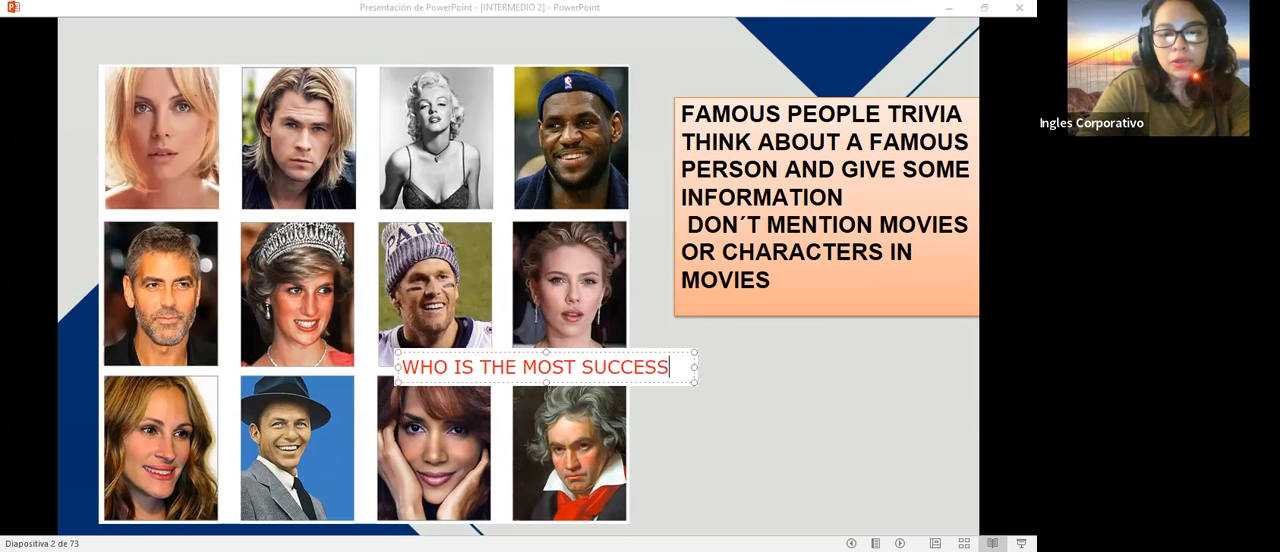 Presentación de PowerPoint - [INTERMEDIO 2] - PowerPoint
FAMOUS PEOPLE TRIVIA
THINK ABOUT A FAMOUS
PERSON AND GIVE SOME
INFORMATION
DON´T MENTION MOVIES
OR CHARACTERS IN
MOVIES
Ingles Corporativo
PATR
WHO IS THE MOST SUCCESS
Diapositiva 2 de 73